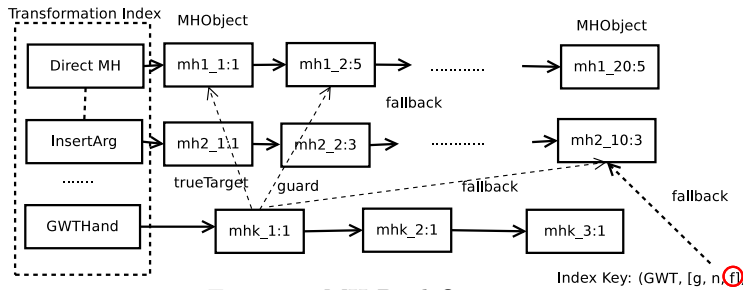 Transformation Index
MHObject
MHObject
Direct MH
mh1_1:1
mh1_2:5
............
mh1_20:5
fallback
InsertArg
mh2_1:1
mh2_2:3
............
mh2_10:3
......
trueTarget
guard
fallback
fallback
GWTHand
mhk_1:1
mhk_2:1
mhk_3:1
Index Key: (GWT, [g, n, f]